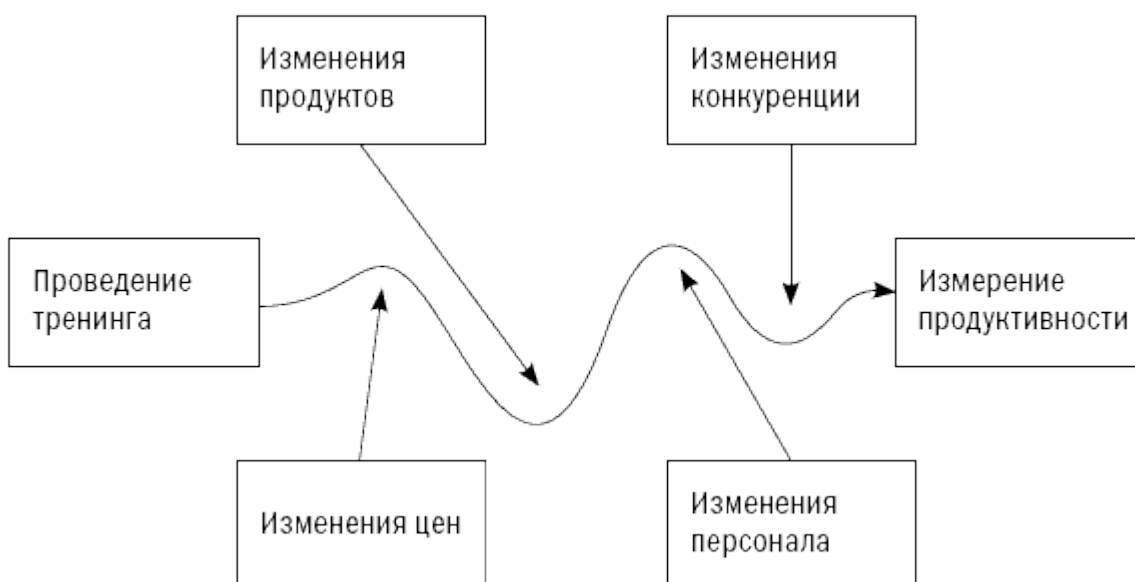 Изменения
продуктов
Изменения
конкуренции
Проведение
тренинга
Измерение
продуктивности
Изменения цен
Изменения
персонала